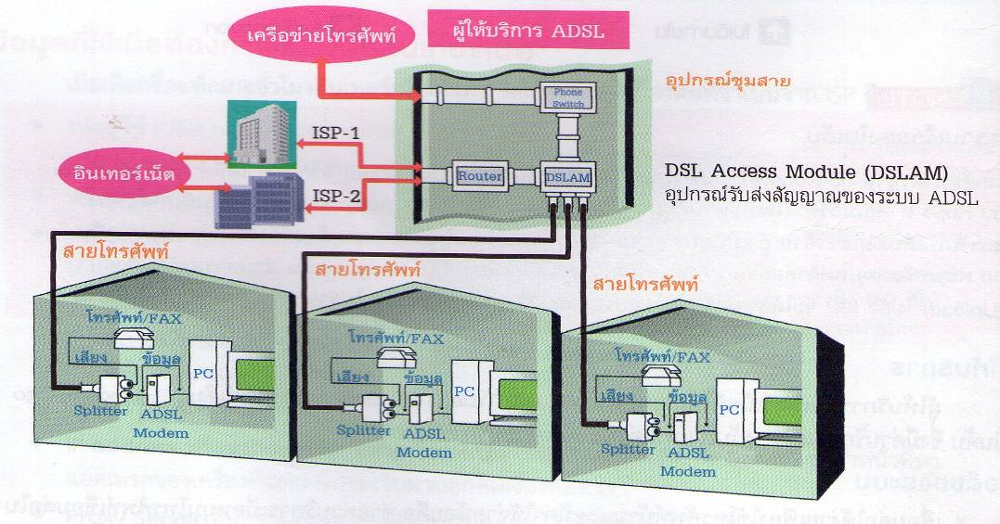 เครือข่ายโทรศัพท์
ผู้ให้บริการ ADSL
อุปกรณ์ชุมสาย
Phone
Switch
ISP-1
อินเทอร์เน็ต
ISP-2
Router
DSLAM
DSL Access Module (DSLAM)
อุปกรณ์รับส่งสัญญาณของระบบ ADSL
สายโทรศัพท์
สายโทรศัพท์
สายโทรศัพท์
โทรศัพท์/FAX
เสียง
ข้อมูล
PC
Splitter
ADSL
Modem
โทรศัพท์/FAX
เสียง
ข้อมูล
PC
Splitter
ADSL
Modem
โทรศัพท์/FAX
เสียง
ข้อมูล
PC
Splitter
ADSL
Modem